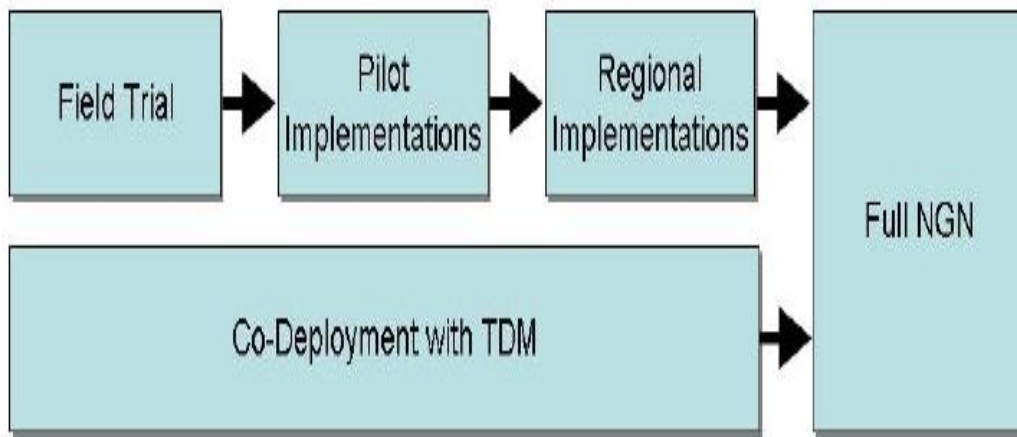 Field Trial
Pilot
Implementations
Regional
Implementations
Full NGN
Co-Deployment with TDM